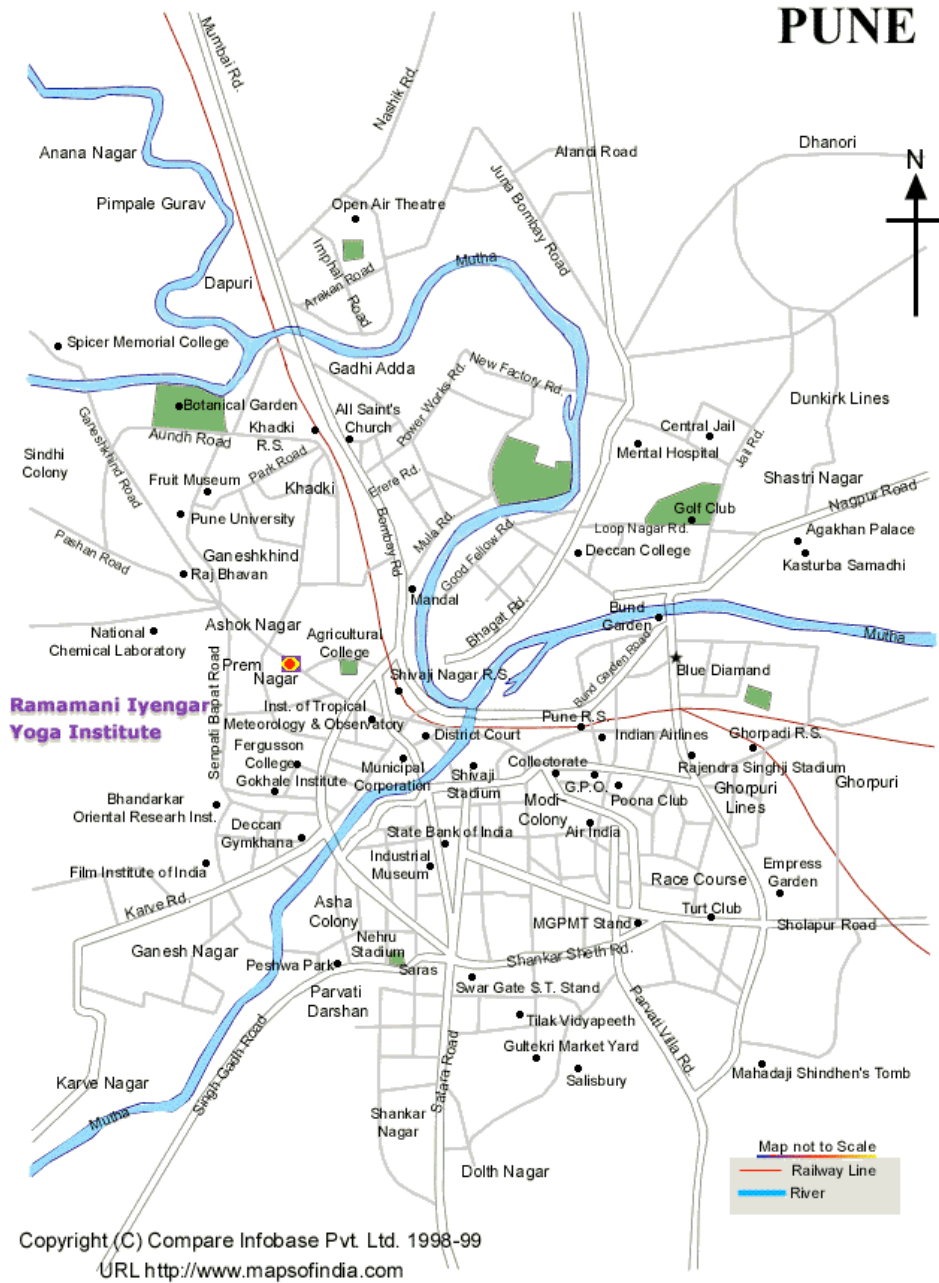 PUNE
Mumbai Rd.
Nashik Rd.
Anana Nagar
Alandi Road
Dhanori
N
Juna Bombay Road
Pimpale Gurav
Open Air Theatre
Imphal Road
Mutha
Arakan Road
Dapuri
Spicer Memorial College
Gadhi Adda
New Factory Rd.
Power Works Rd.
Botanical Garden
All Saint's
Church
Dunkirk Lines
Ganeshkhind Road
Aundh Road
Khadki
R.S.
Central Jail
Mental Hospital
Jail Rd.
Sindhi
Colony
Park Road
Erere Rd.
Fruit Museum
Khadki
Shastri Nagar
Nagpur Road
Golf Club
Pune University
Bombay Rd
Mula Rd.
Good Fellow Rd.
Loop Nagar Rd.
Agakhan Palace
Pashan Road
Ganeshkhind
Deccan College
Kasturba Samadhi
Raj Bhavan
Mandal
Bhagat Rd.
Bund
Garden
Ashok Nagar
National
Chemical Laboratory
Agricultural
College
Mutha
Prem
Nagar
Shivaji Nagar R.S.
Bund Garden Road
Blue Diamand
Ramamani Iyengar
Yoga Institute
Senpati Bapat Road
Inst. of Tropical
Meteorology & Observatory
Pune R.S.
District Court
Indian Airlines
Ghorpadi R.S.
Fergusson
College
Municipal
Corporation
Shivaji
Stadium
Collectorate
Rajendra Singhji Stadium
Gokhale Institute
G.P.O.
Poona Club
Ghorpuri
Lines
Ghorpuri
Bhandarkar
Oriental Researh Inst.
Modi-
Colony
Deccan
Gymkhana
State Bank of India
Air India
Film Institute of India
Industrial
Museum
Race Course
Empress
Garden
Karve Rd.
Asha
Colony
Turt Club
MGPMT Stand
Sholapur Road
Ganesh Nagar
Nehru
Stadium
Shankar Sheth Rd.
Peshwa Park
Saras
Swar Gate S.T. Stand
Parvati
Darshan
Parvati Villa Rd.
Tilak Vidyapeeth
Singh Gadh Road
Satara Road
Gultekri Market Yard
Salisbury
Mahadaji Shindhen's Tomb
Karve Nagar
Mutha
Shankar
Nagar
Dolth Nagar
Map not to Scale
Railway Line
River
Copyright (C) Compare Infobase Pvt. Ltd. 1998-99
URL http://www.mapsofindia.com